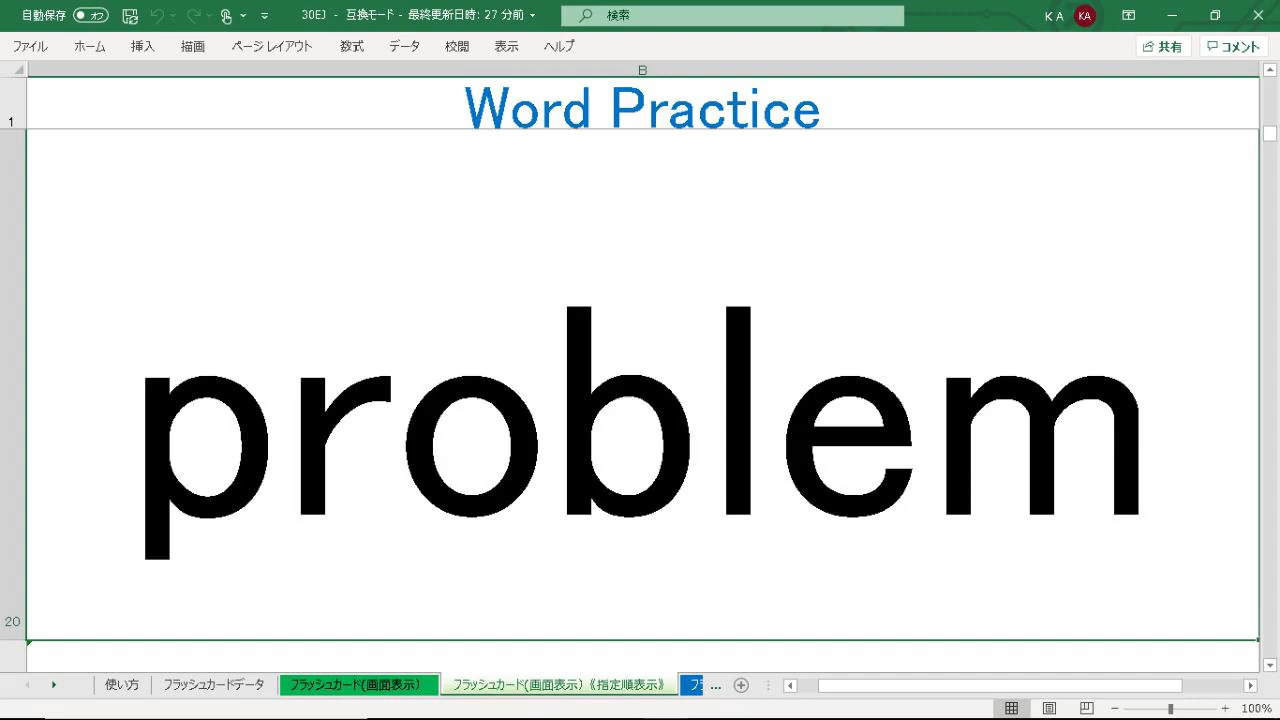 自動保存 オフ 30EJ - 互換モード - 最終更新日時: 27 分前 検索 K A KA
ファイル ホーム 挿入 描画 ページ レイアウト 数式 データ 校閲 表示 ヘルプ 共有 コメント
B
1 Word Practice
problem
20
使い方 フラッシュカードデータ フラッシュカード(画面表示) フラッシュカード(画面表示)《指定順表示》 フ ...
100%